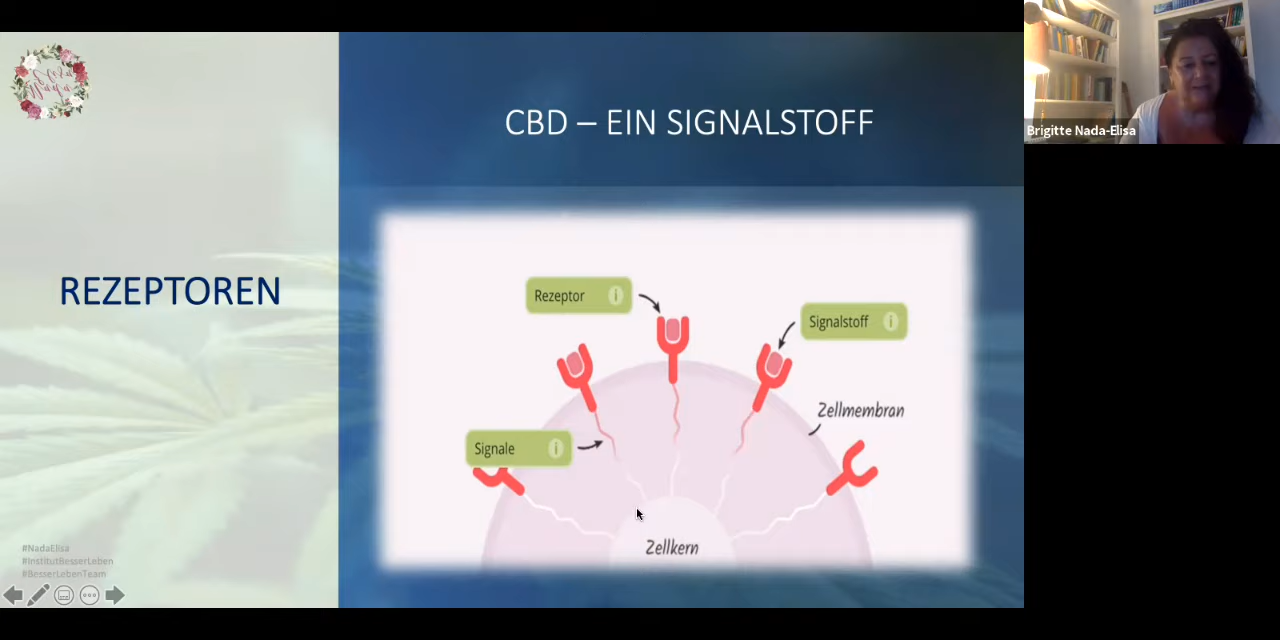 CBD – EIN SIGNALSTOFF
Brigitte Nada-Elisa
REZEPTOREN
Rezeptor i
Signalstoff i
Zellmembran
Signale i
Zellkern
#NadaElisa
#InstitutBesserLeben
#BesserLebenTeam